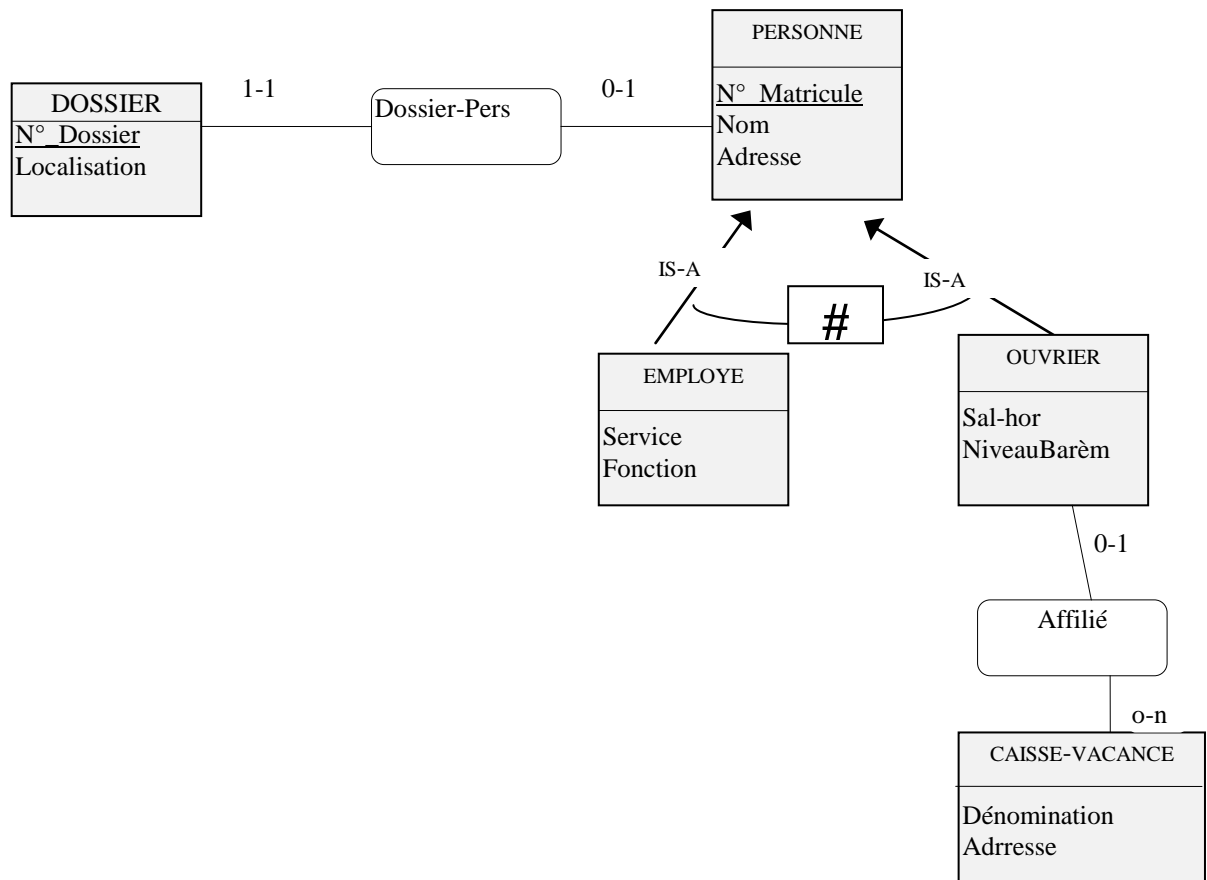 PERSONNE
N°_Matricule
Nom
Adresse
1-1
0-1
DOSSIER
N°_Dossier
Localisation
Dossier-Pers
IS-A
IS-A
#
EMPLOYE
Service
Fonction
OUVRIER
Sal-hor
NiveauBarèm
0-1
Affilié
o-n
CAISSE-VACANCE
Dénomination
Adrresse